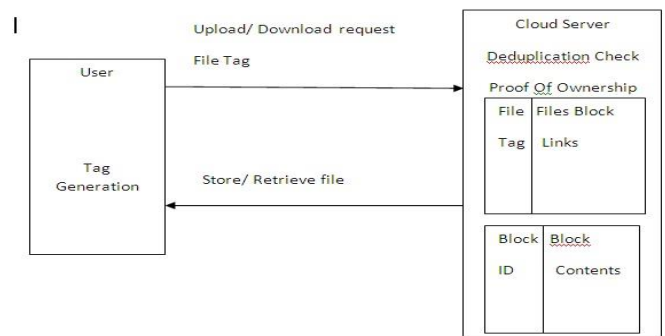 I
Upload/ Download request
File Tag
User
Tag
Generation
Store/ Retrieve file
Cloud Server
Deduplication Check
Proof Of Ownership
File Files Block
Tag Links
Block Block
ID Contents